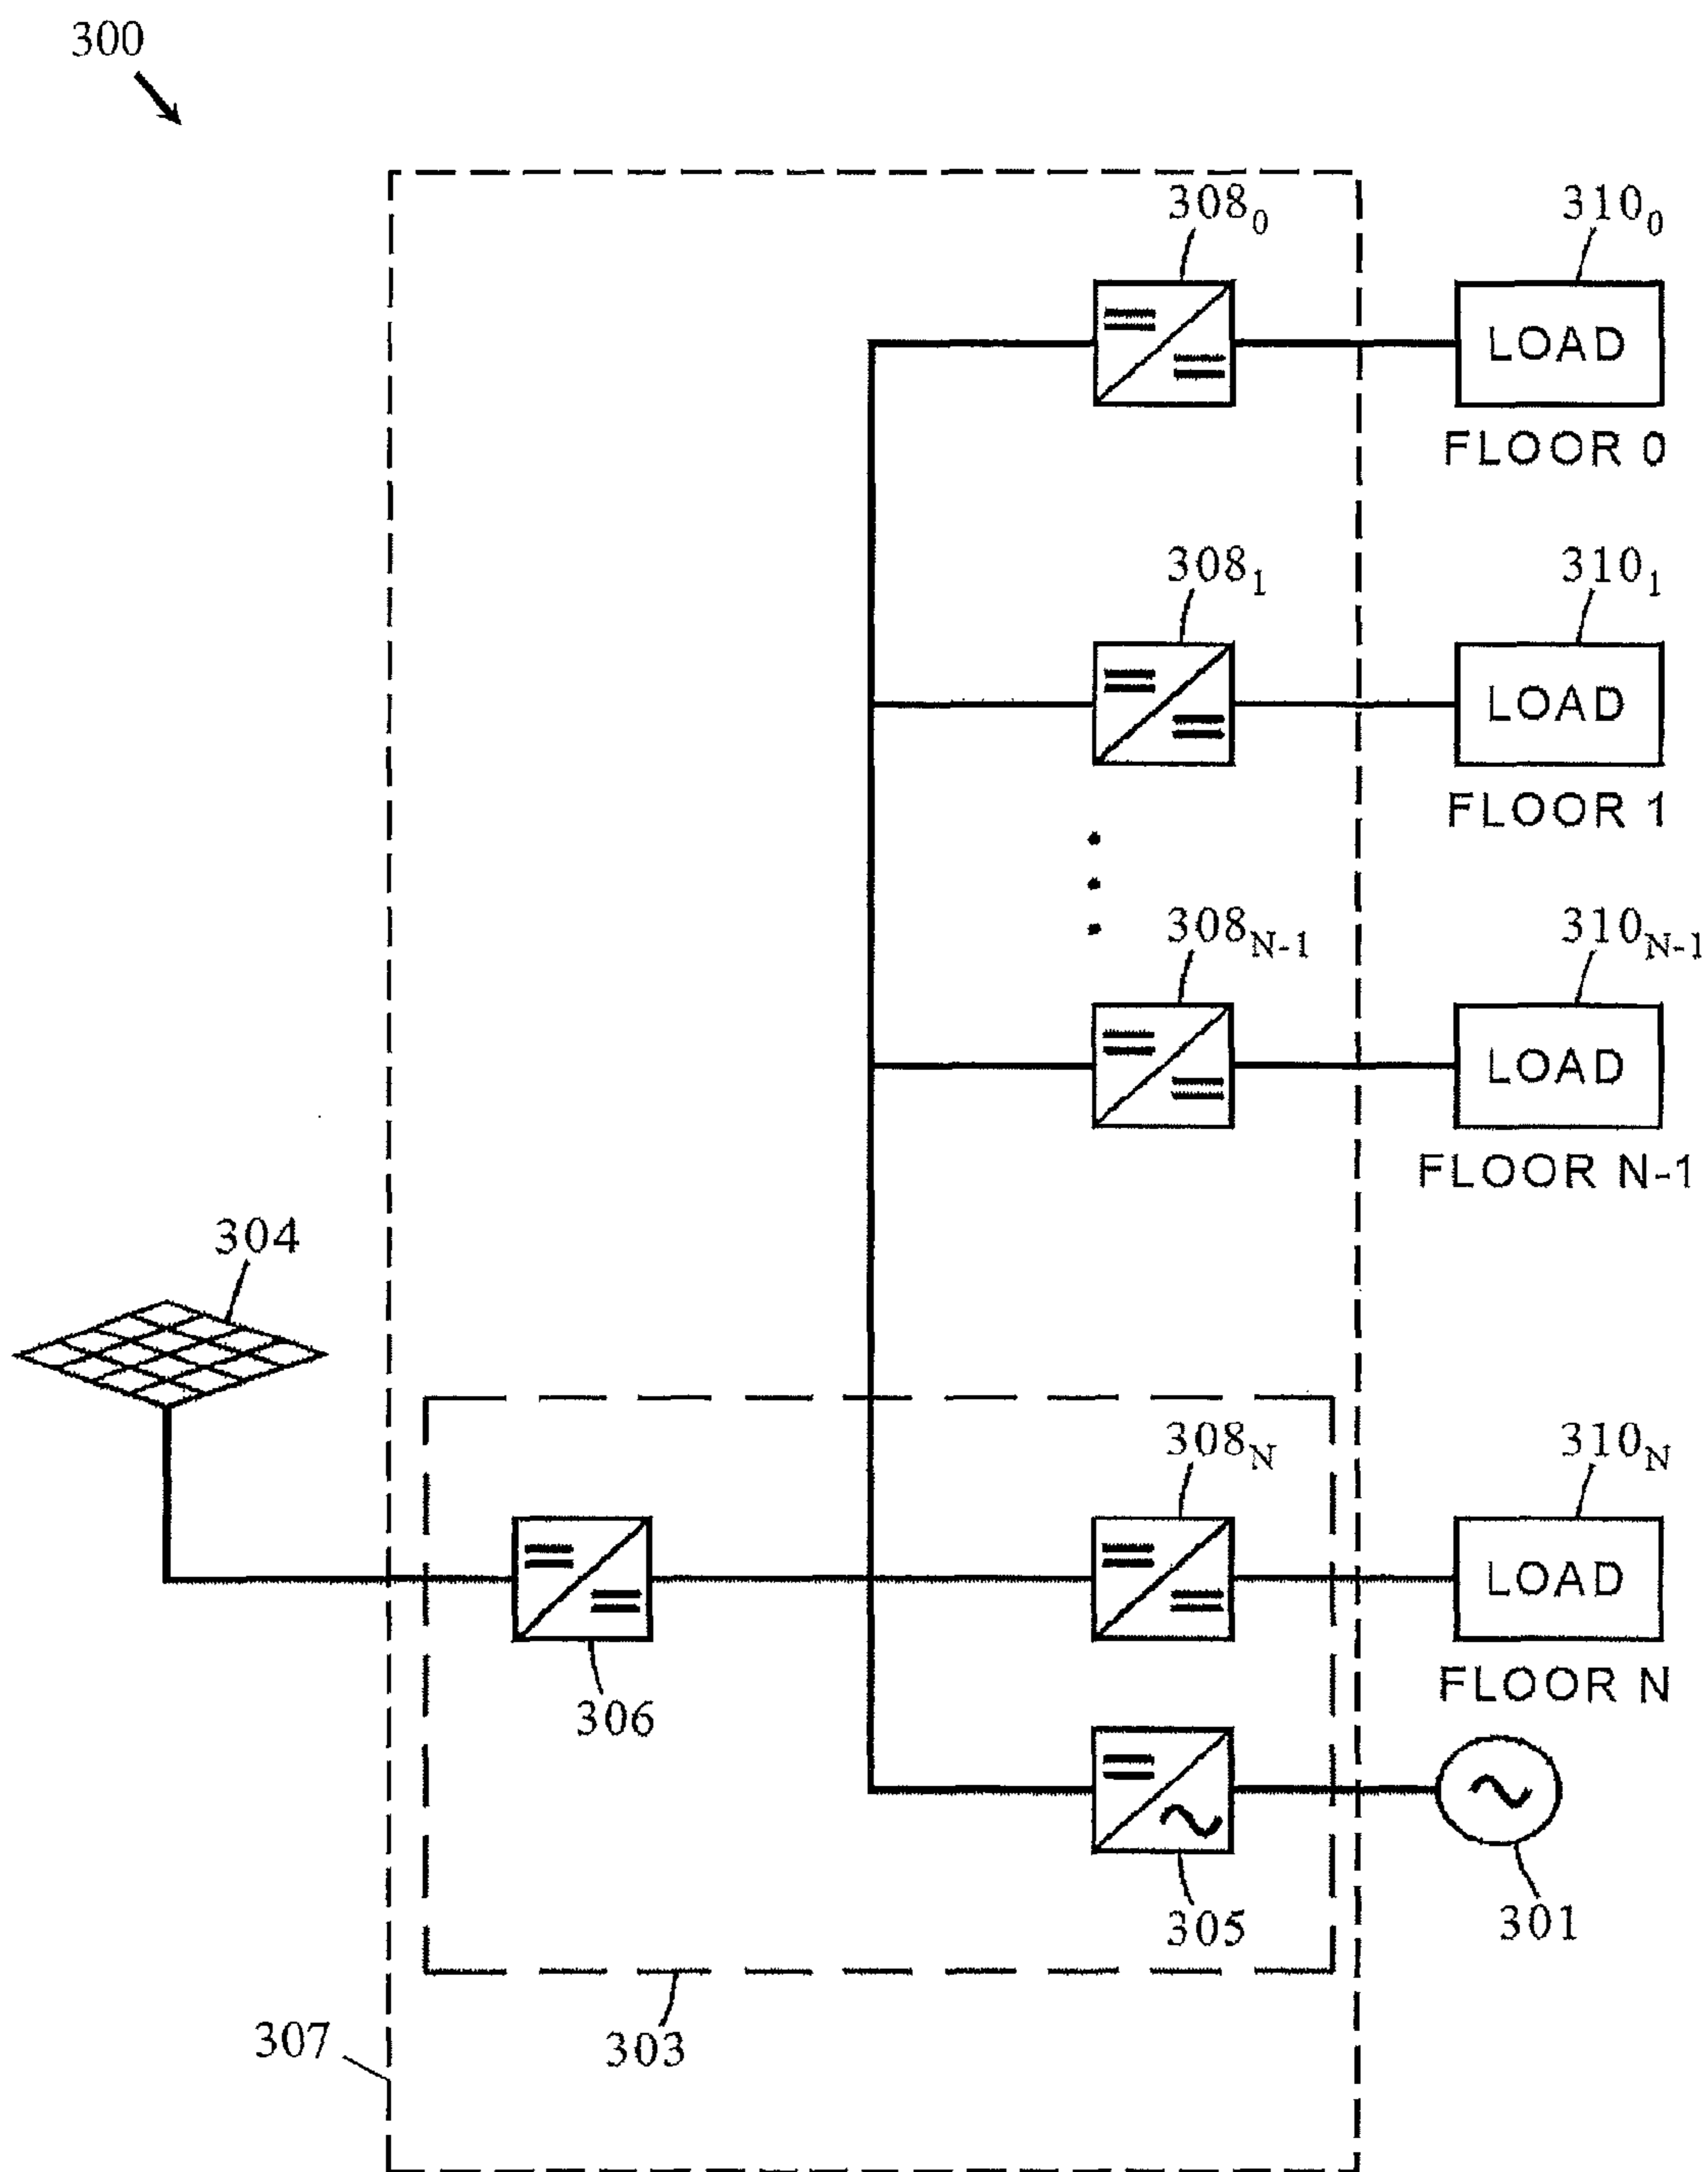 300
308₀ 310₀
LOAD
FLOOR 0
308₁ 310₁
LOAD
FLOOR 1
308N-1 310N-1
LOAD
FLOOR N-1
304
308N 310N
LOAD
306
FLOOR N
305 301
307 303